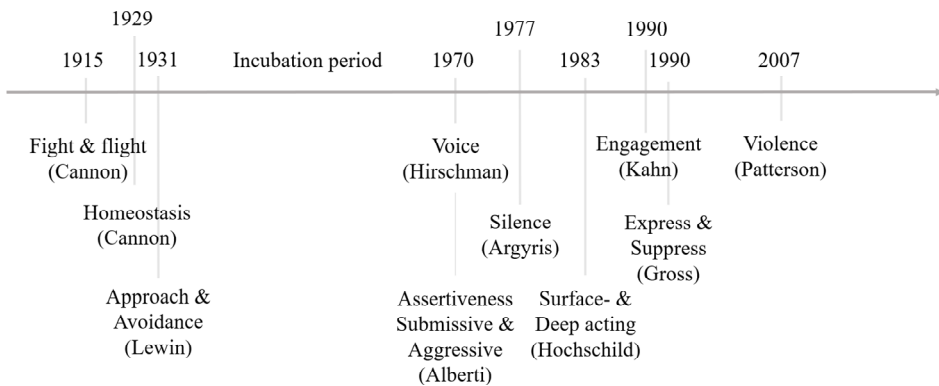 1929
1977
1990
1915
1931
Incubation period
1970
1983
1990
2007
Fight & flight
(Cannon)
Homeostasis
(Cannon)
Approach &
Avoidance
(Lewin)
Voice
(Hirschman)
Assertiveness
Submissive &
Aggressive
(Alberti)
Silence
(Argyris)
Surface- &
Deep acting
(Hochschild)
Engagement
(Kahn)
Express &
Suppress
(Gross)
Violence
(Patterson)